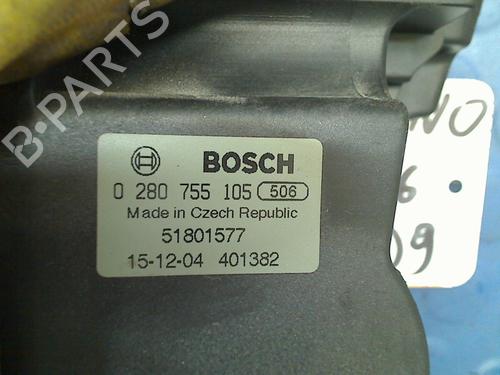 B-PARTS
BOSCH
0 280 755 105 506
Made in Czech Republic
51801577
15-12-04 401382